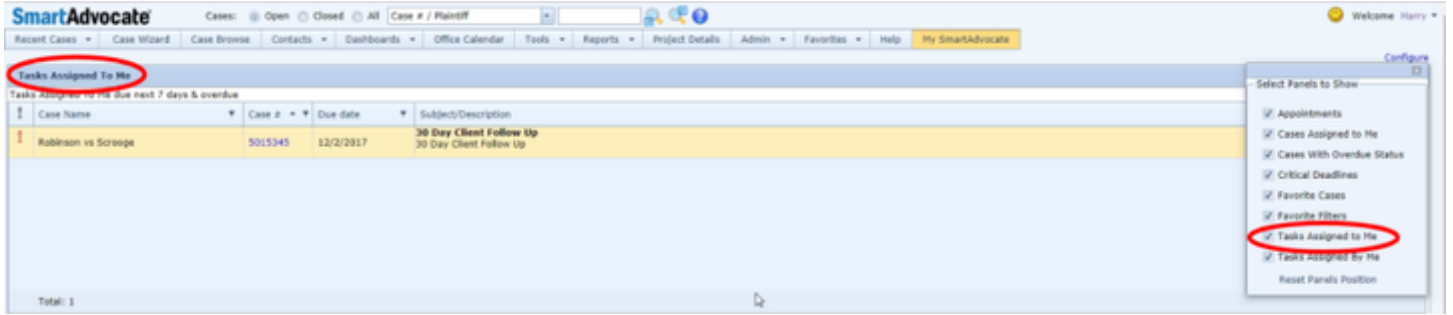 SmartAdvocate Cases: Open Closed All Case # / Plaintiff Welcome Harry
Recent Cases Case Wizard Case Browse Contacts Dashboards Office Calendar Tools Reports Project Details Admin Favorites Help My SmartAdvocate
Configure
Tasks Assigned To Me
Tasks Assigned To Me due next 7 days & overdue
! Case Name Case # Due date Subject/Description
! Robinson vs Scrooge 5015345 12/2/2017 30 Day Client Follow Up
30 Day Client Follow Up
Total: 1
Select Panels to Show
Appointments
Cases Assigned to Me
Cases With Overdue Status
Critical Deadlines
Favorite Cases
Favorite Filters
Tasks Assigned to Me
Tasks Assigned By Me
Reset Panels Position